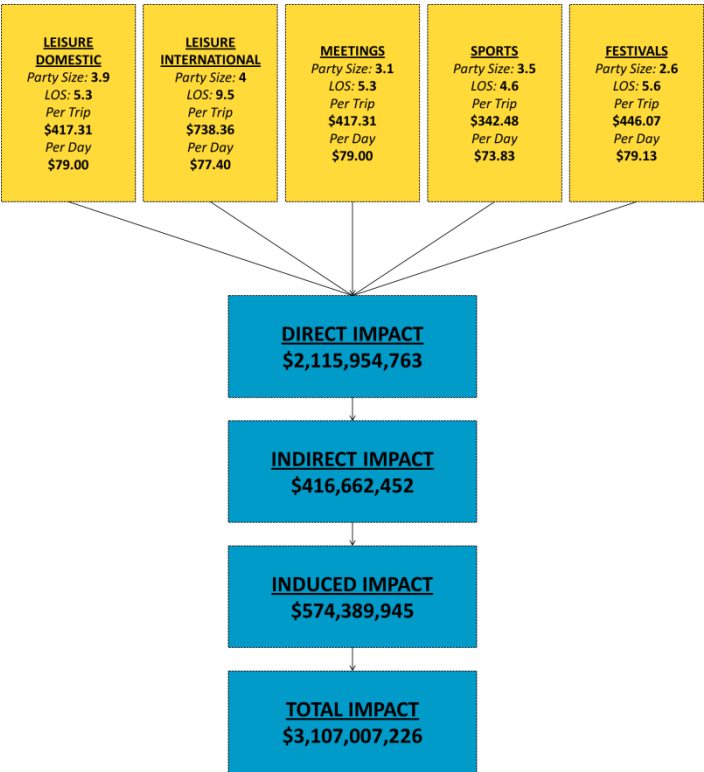 LEISURE
DOMESTIC
Party Size: 3.9
LOS: 5.3
Per Trip
$417.31
Per Day
$79.00
LEISURE
INTERNATIONAL
Party Size: 4
LOS: 9.5
Per Trip
$738.36
Per Day
$77.40
MEETINGS
Party Size: 3.1
LOS: 5.3
Per Trip
$417.31
Per Day
$79.00
SPORTS
Party Size: 3.5
LOS: 4.6
Per Trip
$342.48
Per Day
$73.83
FESTIVALS
Party Size: 2.6
LOS: 5.6
Per Trip
$446.07
Per Day
$79.13
DIRECT IMPACT
$2,115,954,763
INDIRECT IMPACT
$416,662,452
INDUCED IMPACT
$574,389,945
TOTAL IMPACT
$3,107,007,226